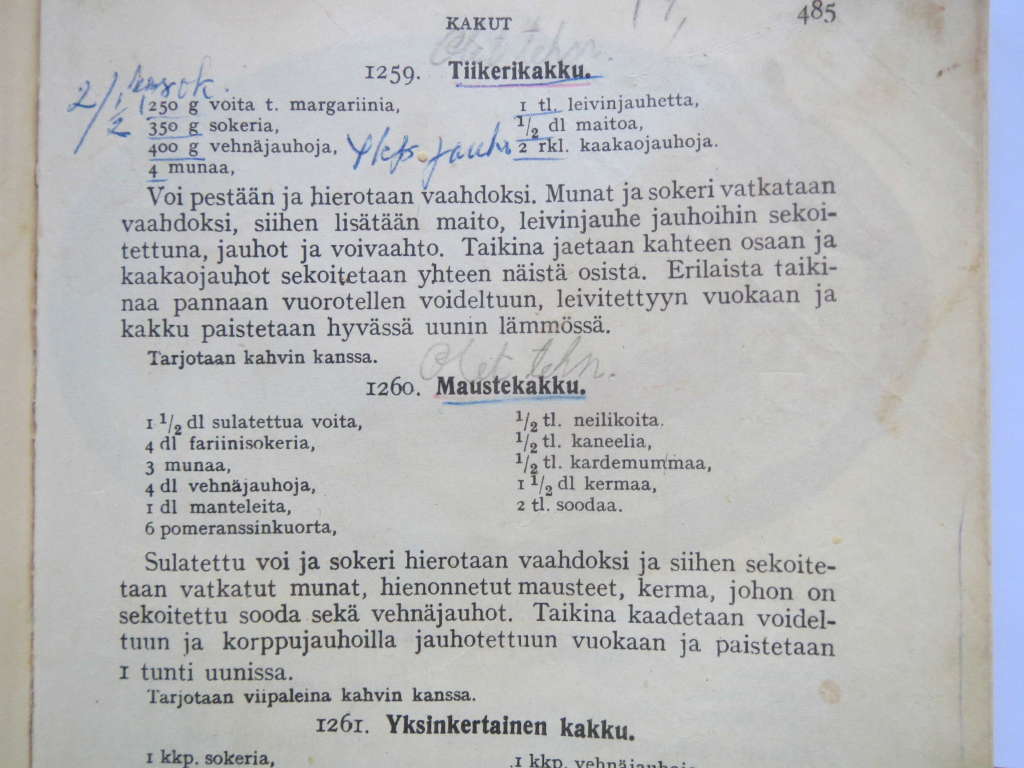 KAKUT
485
Olet tehn.
1259. Tiikerikakku.
2/½
250 g voita t. margariinia,
350 g sokeria,
400 g vehnäjauhoja,
4 munaa,
1 tl. leivinjauhetta,
½ dl maitoa,
2 rkl. kaakaojauhoja.
Voi pestään ja hierotaan vaahdoksi. Munat ja sokeri vatkataan
vaahdoksi, siihen lisätään maito, leivinjauhe jauhoihin sekoi-
tettuna, jauhot ja voivaahto. Taikina jaetaan kahteen osaan ja
kaakaojauhot sekoitetaan yhteen näistä osista. Erilaista taiki-
naa pannaan vuorotellen voideltuun, leivitettyyn vuokaan ja
kakku paistetaan hyvässä uunin lämmössä.
Tarjotaan kahvin kanssa.
Olet tehn.
1260. Maustekakku.
1 ½ dl sulatettua voita,
4 dl fariinisokeria,
3 munaa,
4 dl vehnäjauhoja,
1 dl manteleita,
6 pomeranssinkuorta,
½ tl. neilikoita.
½ tl. kaneelia,
½ tl. kardemummaa,
1 ½ dl kermaa,
2 tl. soodaa.
Sulatettu voi ja sokeri hierotaan vaahdoksi ja siihen sekoite-
taan vatkatut munat, hienonnetut mausteet, kerma, johon on
sekoitettu sooda sekä vehnäjauhot. Taikina kaadetaan voidel-
tuun ja korppujauhoilla jauhotettuun vuokaan ja paistetaan
1 tunti uunissa.
Tarjotaan viipaleina kahvin kanssa.
1261. Yksinkertainen kakku.
1 kkp. sokeria,
1 kkp. vehnäjauhoja